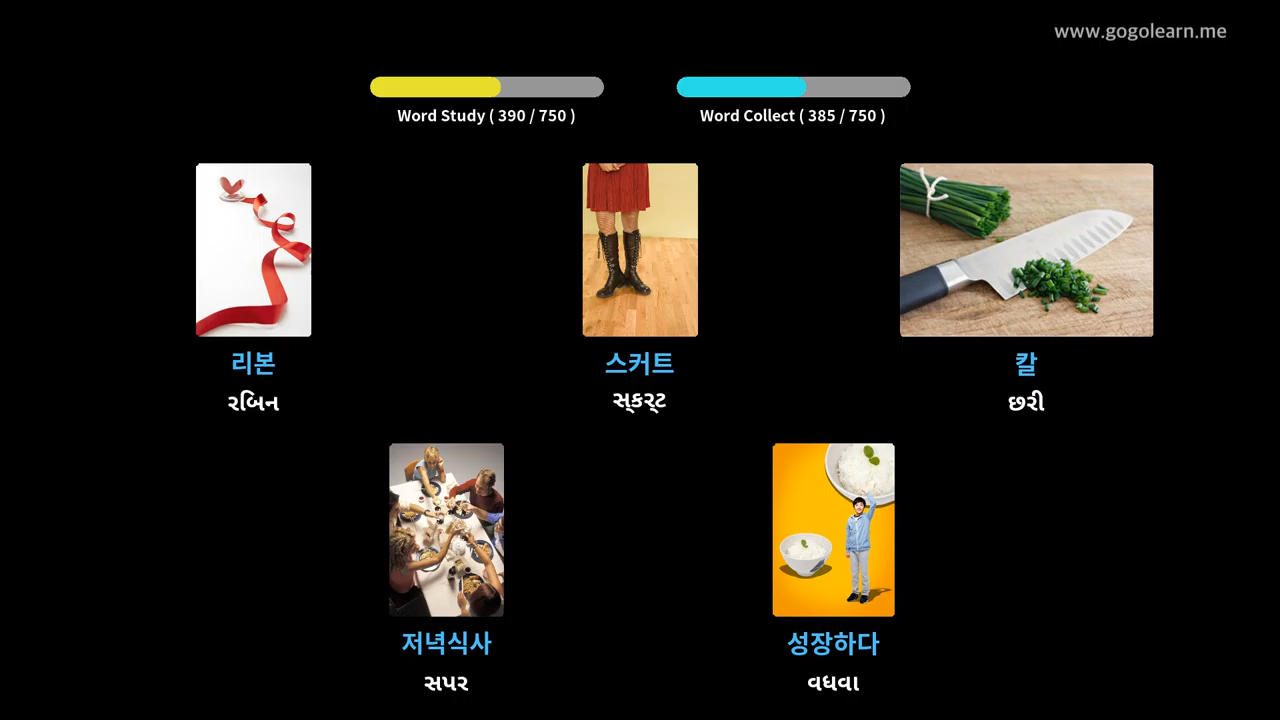 www.gogolearn.me
Word Study ( 390 / 750 )
Word Collect ( 385 / 750 )
리본
રબિન
스커트
સ્કર્ટ
칼
છરી
저녁식사
સપર
성장하다
વધવા